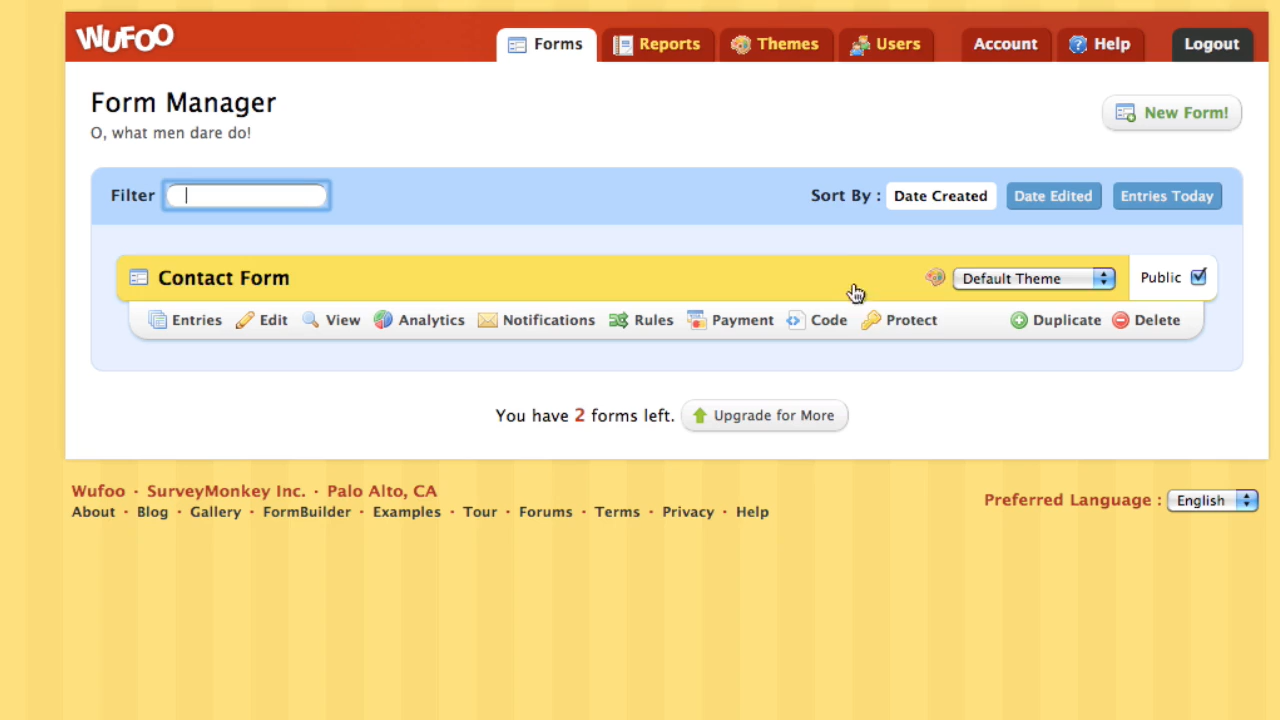 WUFOO
Forms Reports Themes Users Account Help Logout
Form Manager
O, what men dare do!
New Form!
Filter
Sort By : Date Created Date Edited Entries Today
Contact Form
Default Theme
Public
Entries Edit View Analytics Notifications Rules Payment Code Protect Duplicate Delete
You have 2 forms left. Upgrade for More
Wufoo · SurveyMonkey Inc. · Palo Alto, CA
About · Blog · Gallery · FormBuilder · Examples · Tour · Forums · Terms · Privacy · Help
Preferred Language : English